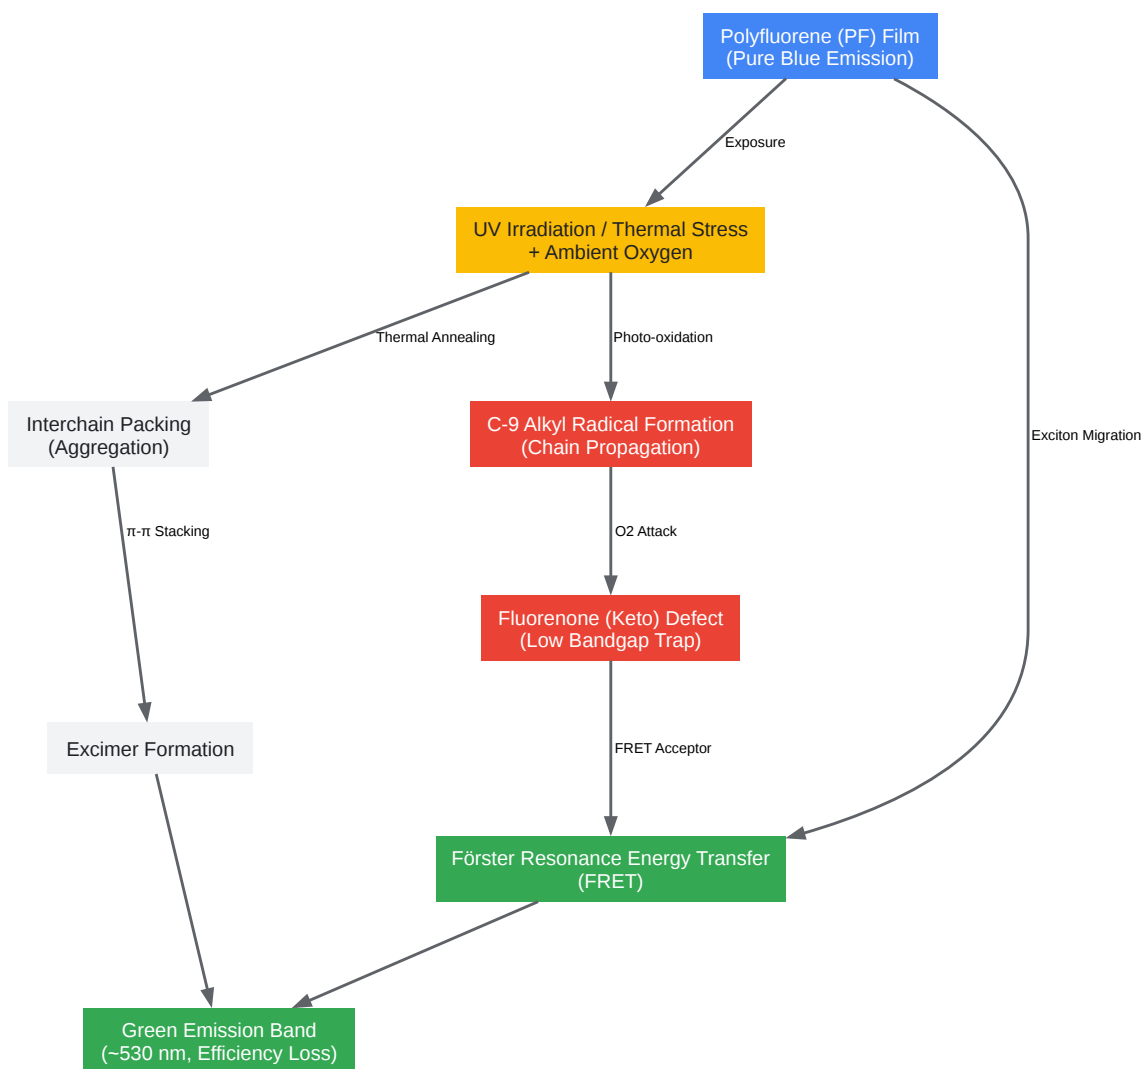 Polyfluorene (PF) Film
(Pure Blue Emission)
Exposure
UV Irradiation / Thermal Stress
+ Ambient Oxygen
Thermal Annealing
Photo-oxidation
Interchain Packing
(Aggregation)
C-9 Alkyl Radical Formation
(Chain Propagation)
Exciton Migration
π-π Stacking
O2 Attack
Fluorenone (Keto) Defect
(Low Bandgap Trap)
Excimer Formation
FRET Acceptor
Förster Resonance Energy Transfer
(FRET)
Green Emission Band
(~530 nm, Efficiency Loss)